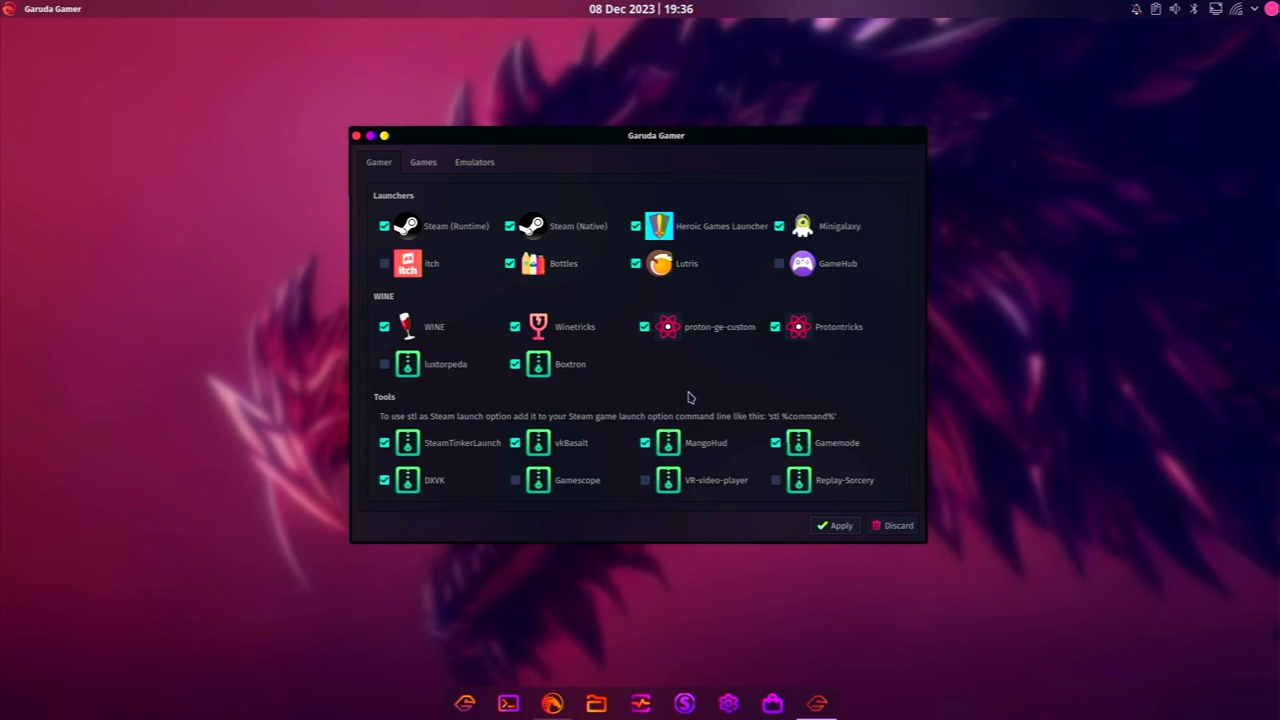 Garuda Gamer
08 Dec 2023 | 19:36
Garuda Gamer
Gamer Games Emulators
Launchers
Steam (Runtime) Steam (Native) Heroic Games Launcher Minigalaxy
itch itch Bottles Lutris GameHub
WINE
WINE Winetricks proton-ge-custom Protontricks
luxtorpeda Boxtron
Tools
To use stl as Steam launch option add it to your Steam game launch option command line like this: 'stl %command%'
SteamTinkerLaunch vkBasalt MangoHud Gamemode
DXVK Gamescope VR-video-player Replay-Sorcery
Apply Discard